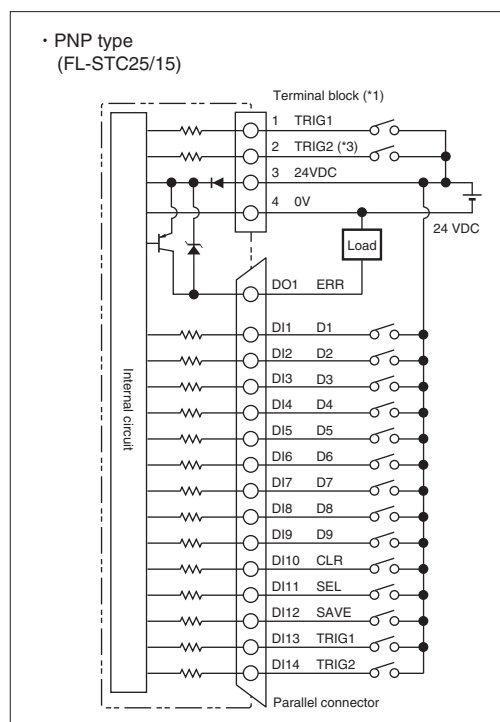 ・PNP type
(FL-STC25/15)
Terminal block (*1)
1 TRIG1
2 TRIG2 (*3)
3 24VDC
4 0V
24 VDC
Load
DO1 ERR
DI1 D1
DI2 D2
DI3 D3
DI4 D4
DI5 D5
DI6 D6
DI7 D7
DI8 D8
DI9 D9
DI10 CLR
DI11 SEL
DI12 SAVE
DI13 TRIG1
DI14 TRIG2
Internal circuit
Parallel connector